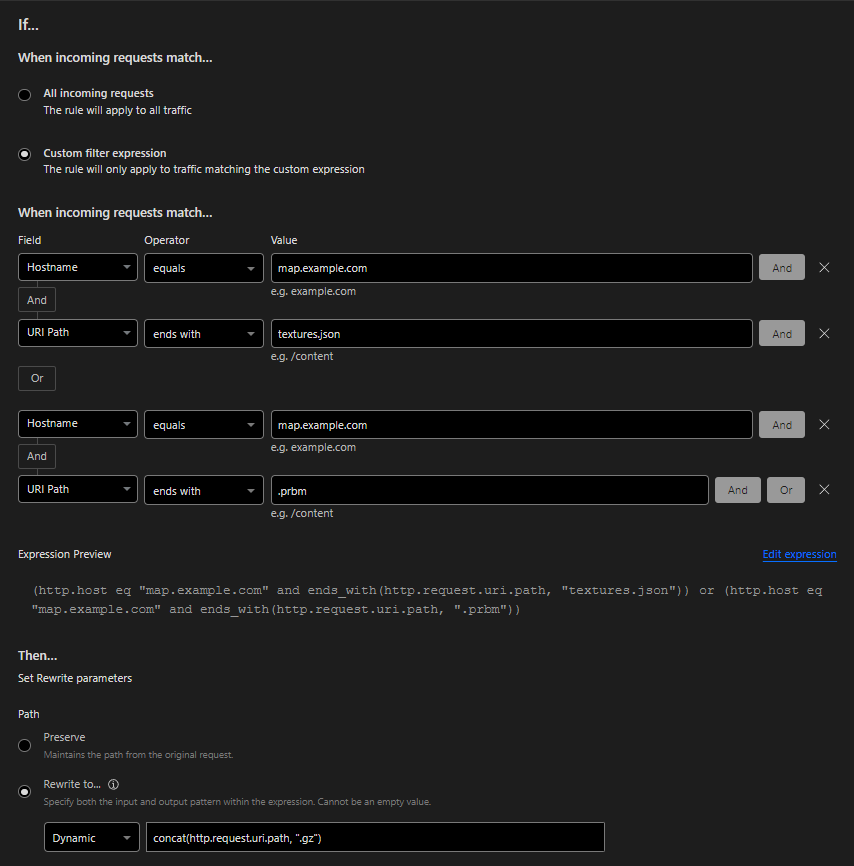 If...
When incoming requests match...
All incoming requests
The rule will apply to all traffic
Custom filter expression
The rule will only apply to traffic matching the custom expression
When incoming requests match...
Field Operator Value
Hostname equals map.example.com And
e.g. example.com
And
URI Path ends with textures.json And
e.g. /content
Or
Hostname equals map.example.com And
e.g. example.com
And
URI Path ends with .prbm And Or
e.g. /content
Expression Preview Edit expression
(http.host eq "map.example.com" and ends_with(http.request.uri.path, "textures.json")) or (http.host eq
"map.example.com" and ends_with(http.request.uri.path, ".prbm"))
Then...
Set Rewrite parameters
Path
Preserve
Maintains the path from the original request.
Rewrite to...
Specify both the input and output pattern within the expression. Cannot be an empty value.
Dynamic concat(http.request.uri.path, ".gz")